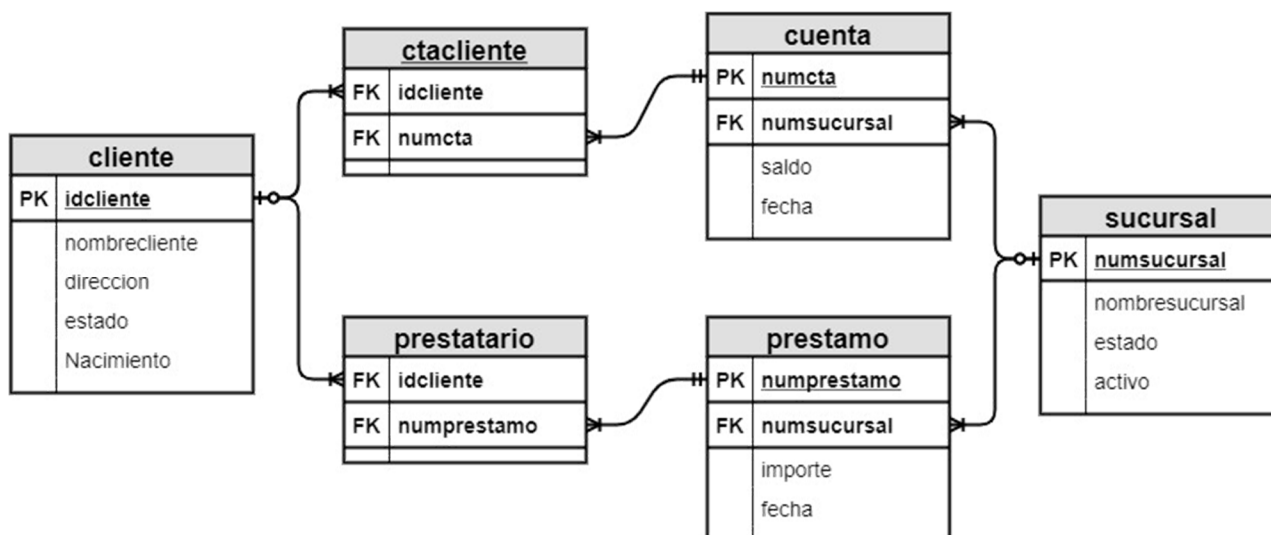 cliente
PK idcliente
nombrecliente
direccion
estado
Nacimiento
ctacliente
FK idcliente
FK numcta
prestatario
FK idcliente
FK numprestamo
cuenta
PK numcta
FK numsucursal
saldo
fecha
prestamo
PK numprestamo
FK numsucursal
importe
fecha
sucursal
PK numsucursal
nombresucursal
estado
activo